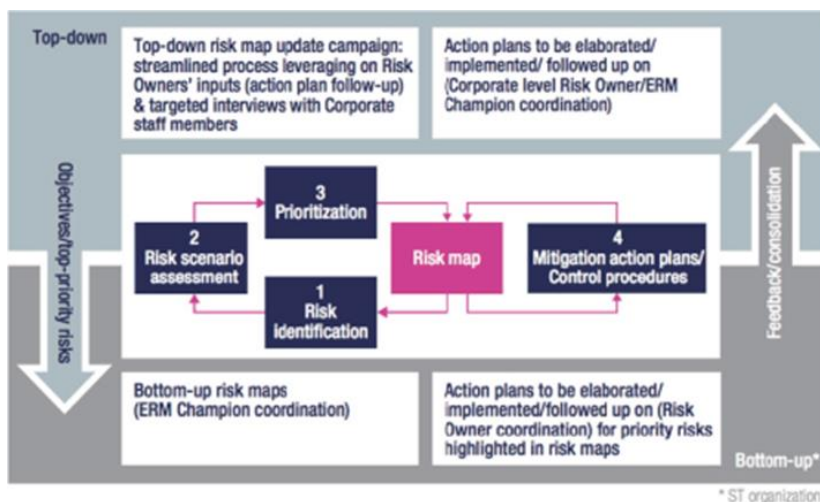 Top-down
Top-down risk map update campaign:
streamlined process leveraging on Risk
Owners' inputs (action plan follow-up)
& targeted interviews with Corporate
staff members
Action plans to be elaborated/
implemented/ followed up on
(Corporate level Risk Owner/ERM
Champion coordination)
Objectives/top-priority risks
3
Prioritization
2
Risk scenario
assessment
Risk map
4
Mitigation action plans/
Control procedures
1
Risk
identification
Feedback/consolidation
Bottom-up risk maps
(ERM Champion coordination)
Action plans to be elaborated/
implemented/followed up on (Risk
Owner coordination) for priority risks
highlighted in risk maps
Bottom-up*
* ST organization